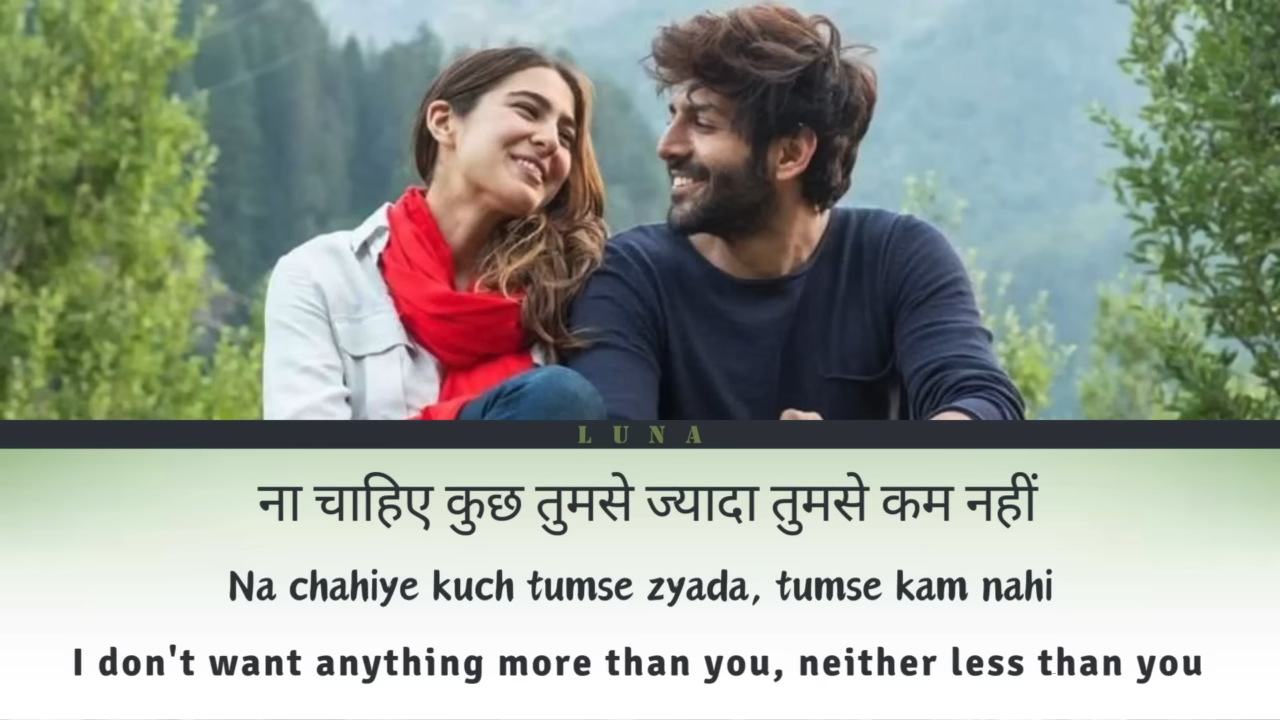 LUNA
ना चाहिए कुछ तुमसे ज्यादा तुमसे कम नहीं
Na chahiye kuch tumse zyada, tumse kam nahi
I don't want anything more than you, neither less than you